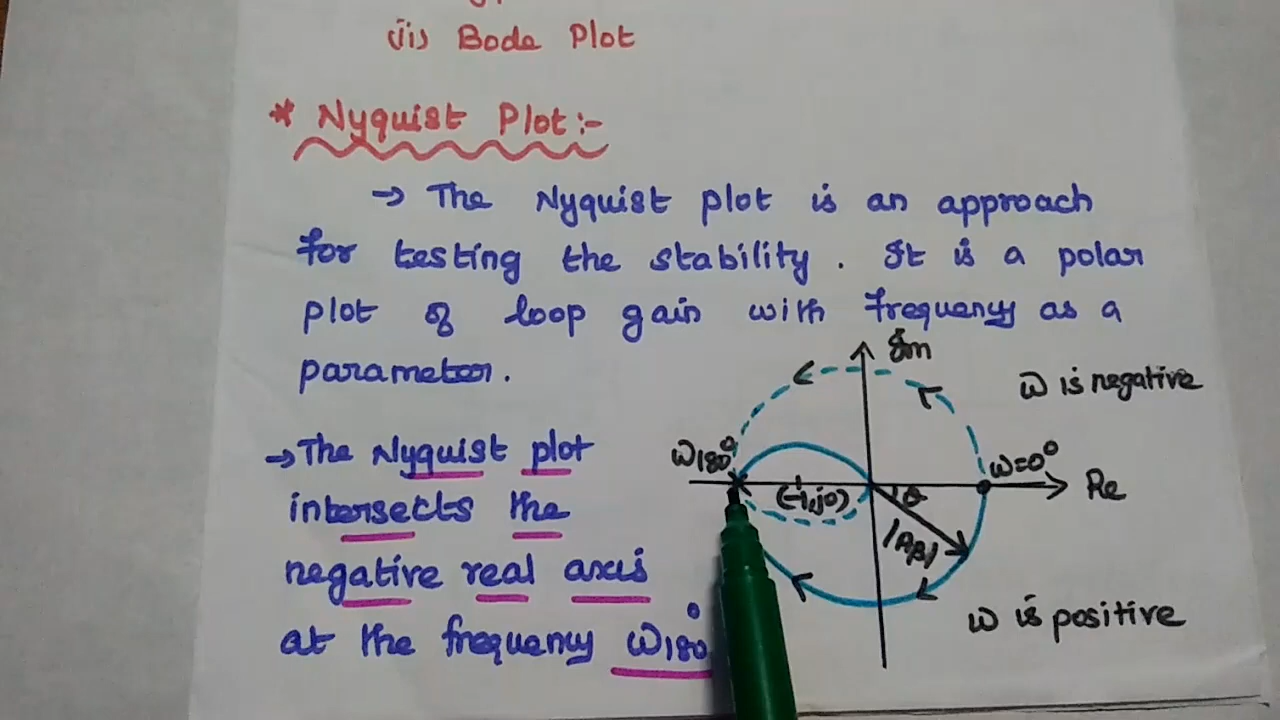 (ii) Bode Plot
* Nyquist Plot:-
→ The Nyquist plot is an approach
for testing the stability. It is a polar
plot of loop gain with frequency as a
parameter.
→ The Nyquist plot
intersects the
negative real axis
at the frequency ω180°
Im
ω is negative
ω180°
(-1,j0)
ω=0°
Re
θ
|Aβ|
ω is positive